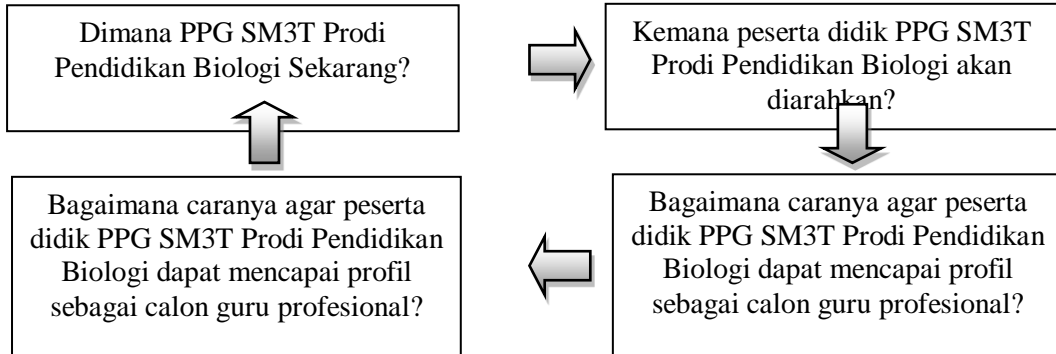 Dimana PPG SM3T Prodi
Pendidikan Biologi Sekarang?
Kemana peserta didik PPG SM3T
Prodi Pendidikan Biologi akan
diarahkan?
Bagaimana caranya agar peserta
didik PPG SM3T Prodi Pendidikan
Biologi dapat mencapai profil
sebagai calon guru profesional?
Bagaimana caranya agar peserta
didik PPG SM3T Prodi Pendidikan
Biologi dapat mencapai profil
sebagai calon guru profesional?